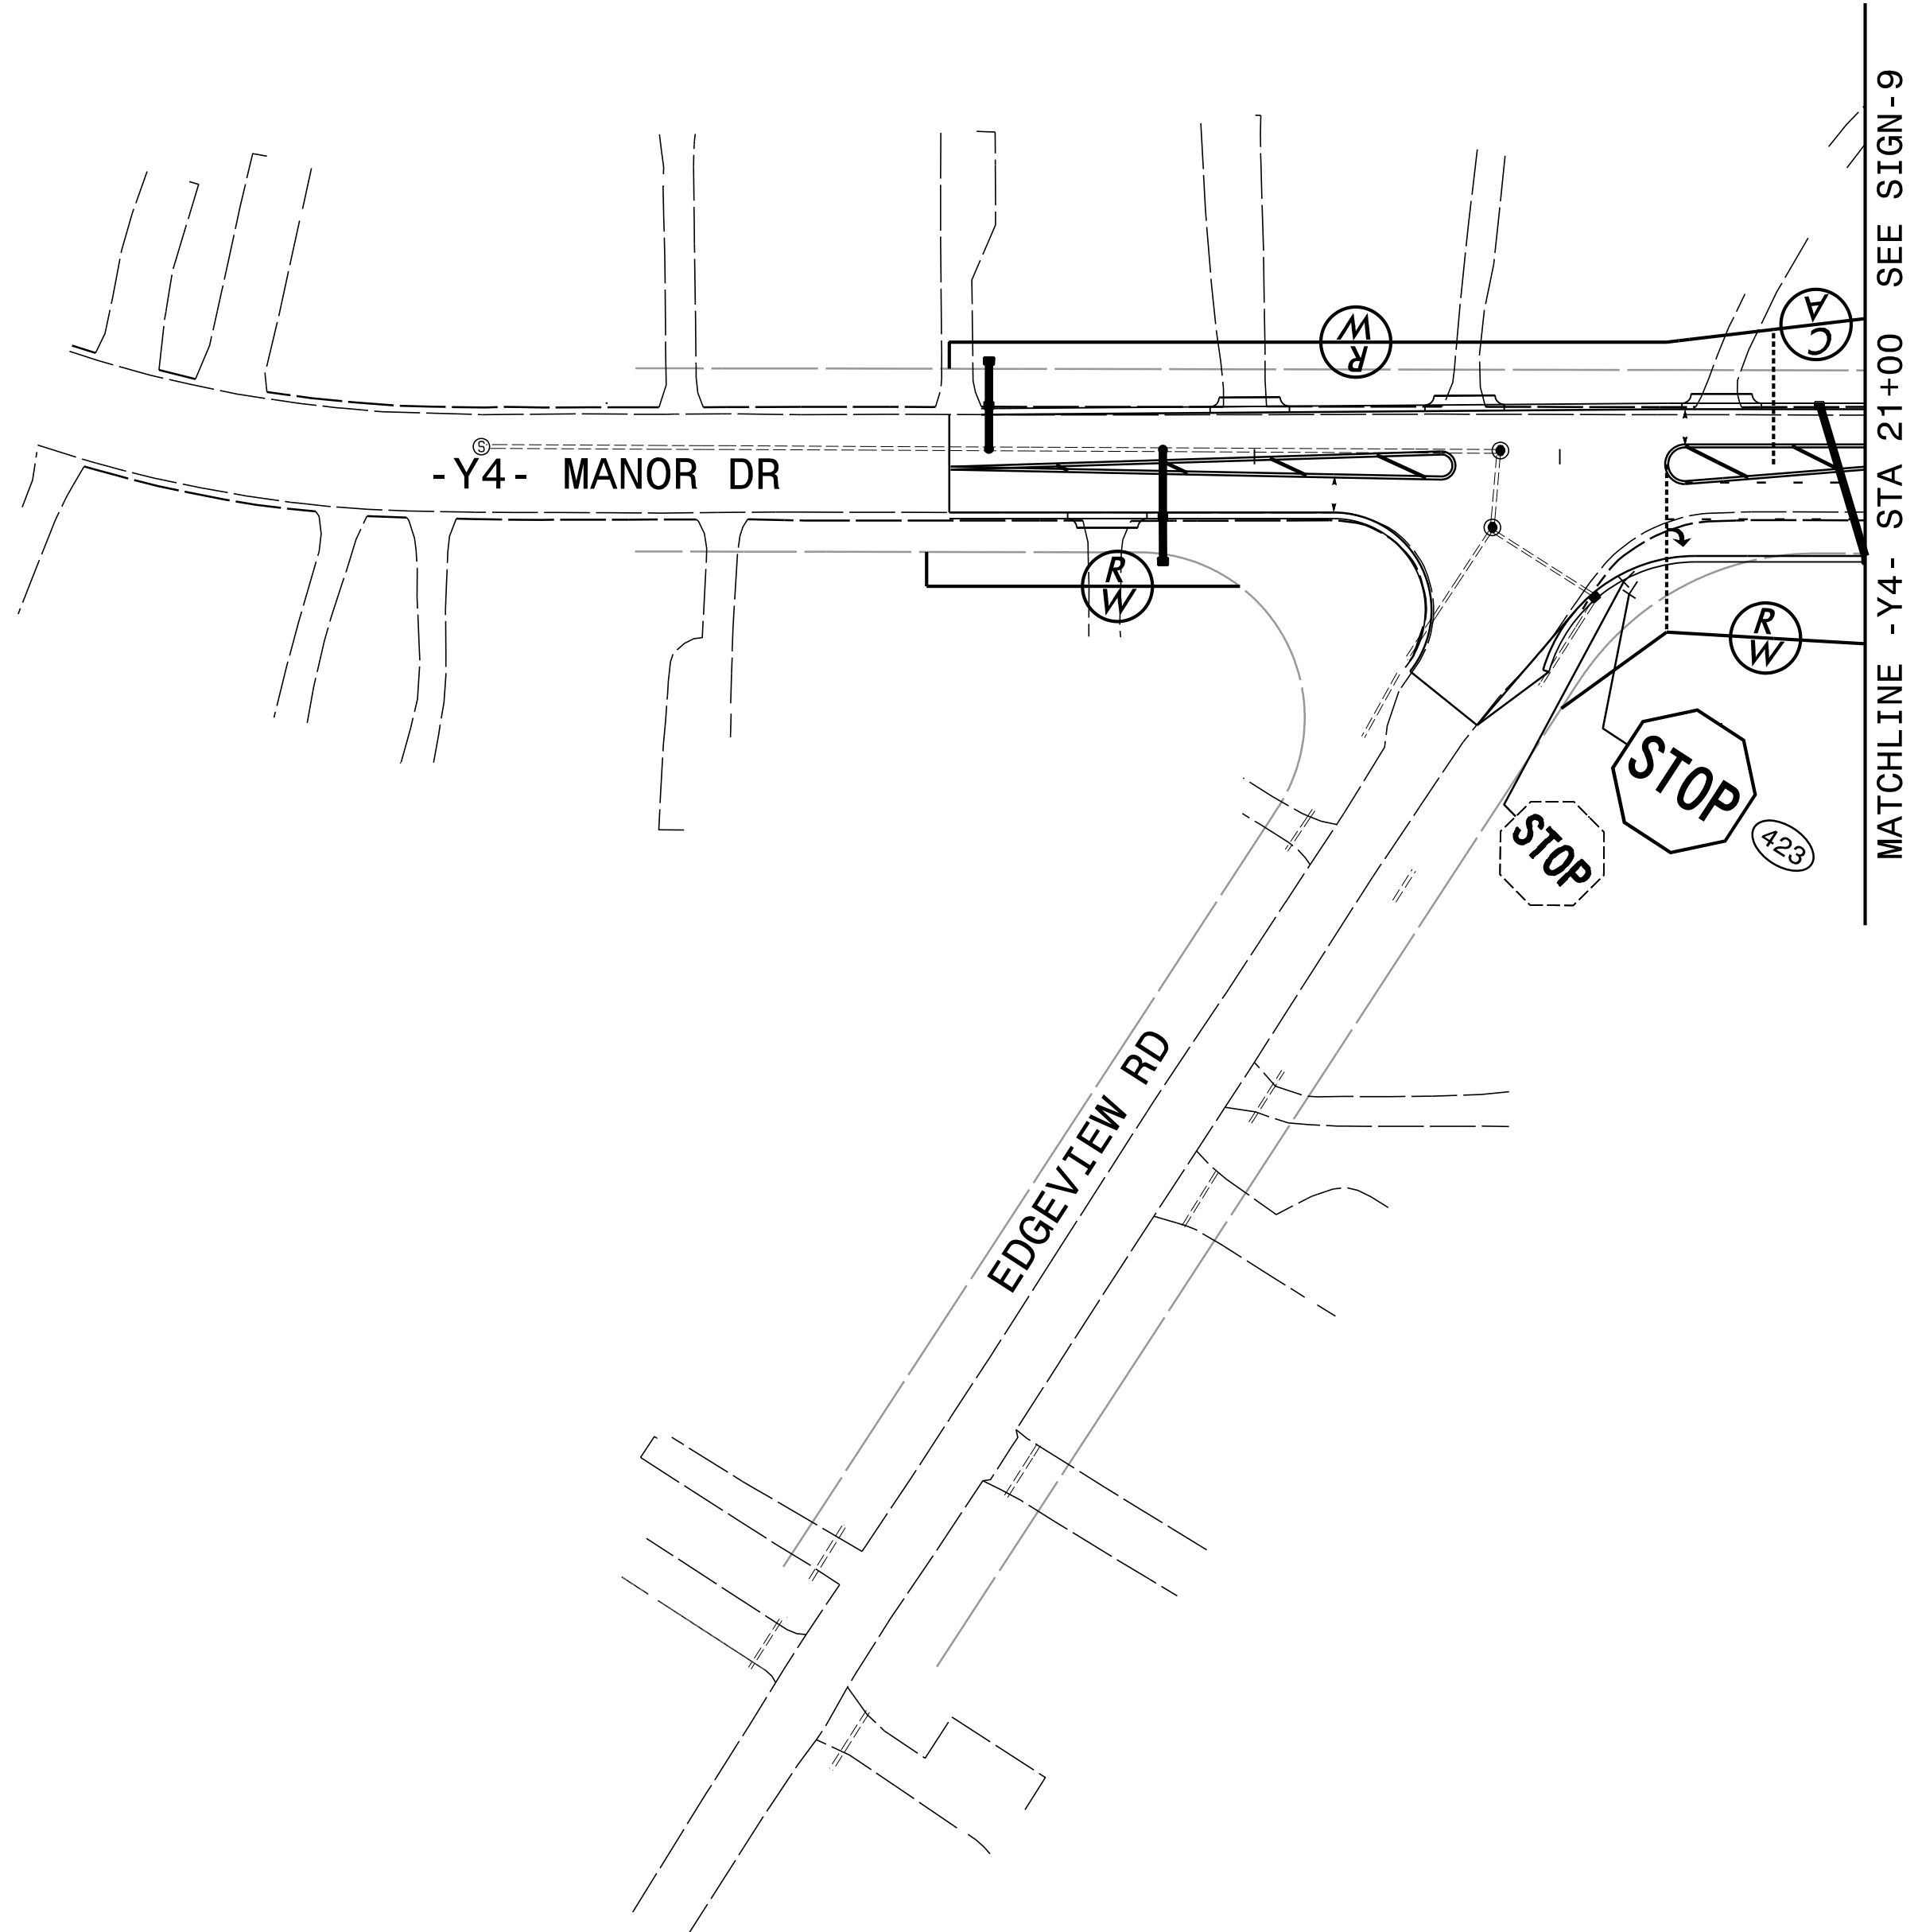 MATCHLINE -Y4- STA 21+00 SEE SIGN-9
C
A
R
W
S
-Y4- MANOR DR
R
W
R
W
STOP
STOP
423
EDGEVIEW RD